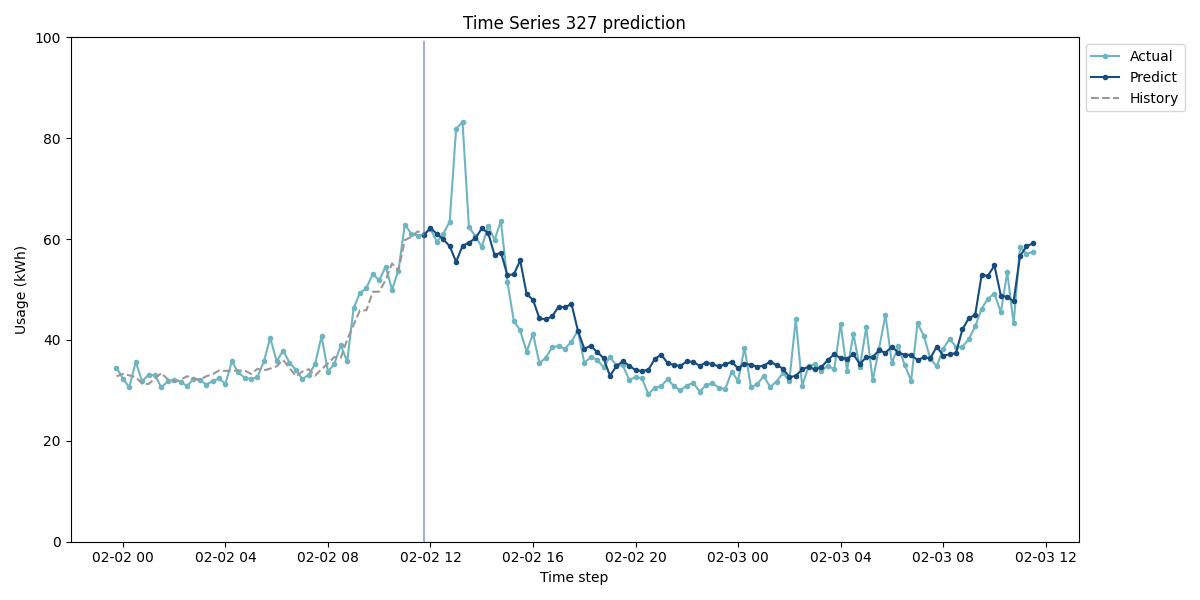 Time Series 327 prediction
100
80
60
40
20
0
Usage (kWh)
02-02 00
02-02 04
02-02 08
02-02 12
02-02 16
02-02 20
02-03 00
02-03 04
02-03 08
02-03 12
Time step
Actual
Predict
History